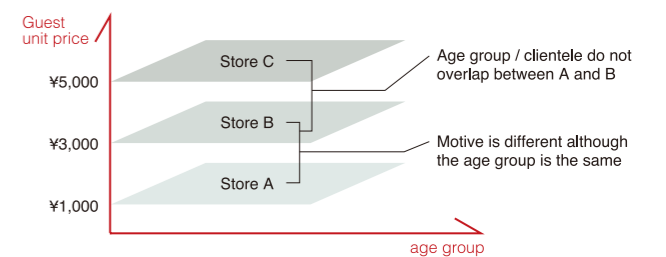 Guest
unit price
Store C
Age group / clientele do not
overlap between A and B
¥5,000
Store B
¥3,000
Motive is different although
the age group is the same
Store A
¥1,000
age group